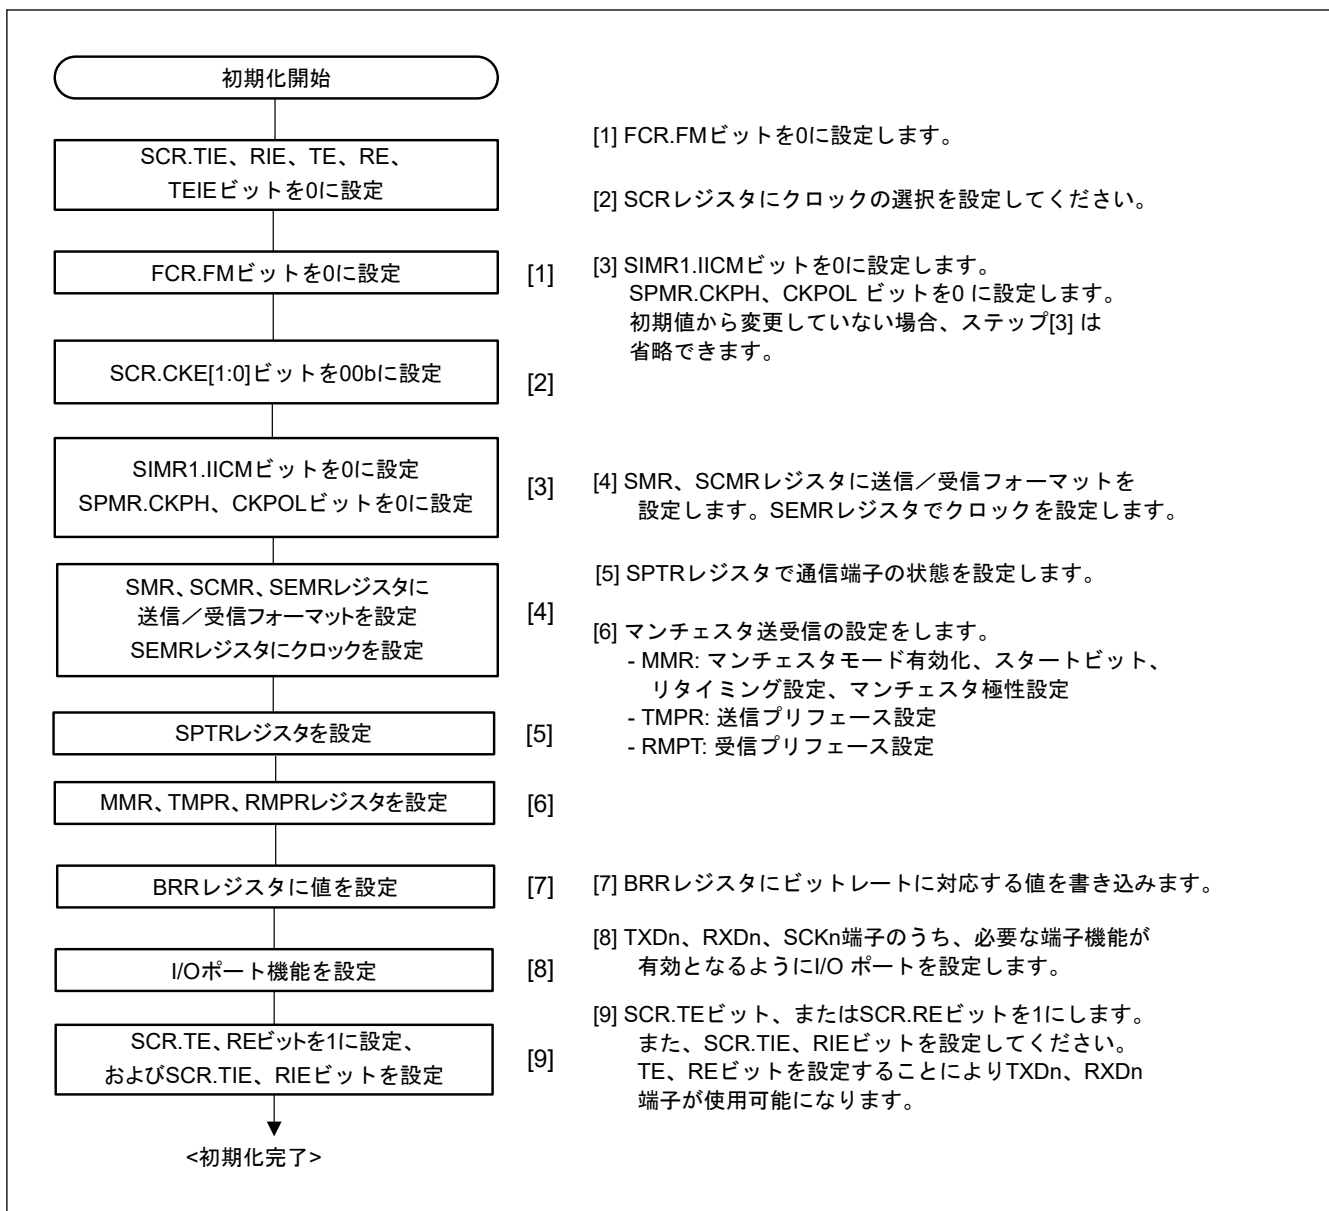 初期化開始
SCR.TIE、RIE、TE、RE、
TEIEビットを0に設定
FCR.FMビットを0に設定
[1]
SCR.CKE[1:0]ビットを00bに設定
[2]
SIMR1.IICMビットを0に設定
SPMR.CKPH、CKPOLビットを0に設定
[3]
SMR、SCMR、SEMRレジスタに
送信／受信フォーマットを設定
SEMRレジスタにクロックを設定
[4]
SPTRレジスタを設定
[5]
MMR、TMPR、RMPRレジスタを設定
[6]
BRRレジスタに値を設定
[7]
I/Oポート機能を設定
[8]
SCR.TE、REビットを1に設定、
およびSCR.TIE、RIEビットを設定
[9]
<初期化完了>
[1] FCR.FMビットを0に設定します。
[2] SCRレジスタにクロックの選択を設定してください。
[3] SIMR1.IICMビットを0に設定します。
SPMR.CKPH、CKPOL ビットを0 に設定します。
初期値から変更していない場合、ステップ[3] は
省略できます。
[4] SMR、SCMRレジスタに送信／受信フォーマットを
設定します。SEMRレジスタでクロックを設定します。
[5] SPTRレジスタで通信端子の状態を設定します。
[6] マンチェスタ送受信の設定をします。
- MMR: マンチェスタモード有効化、スタートビット、
リタイミング設定、マンチェスタ極性設定
- TMPR: 送信プリフェース設定
- RMPT: 受信プリフェース設定
[7] BRRレジスタにビットレートに対応する値を書き込みます。
[8] TXDn、RXDn、SCKn端子のうち、必要な端子機能が
有効となるようにI/O ポートを設定します。
[9] SCR.TEビット、またはSCR.REビットを1にします。
また、SCR.TIE、RIEビットを設定してください。
TE、REビットを設定することによりTXDn、RXDn
端子が使用可能になります。